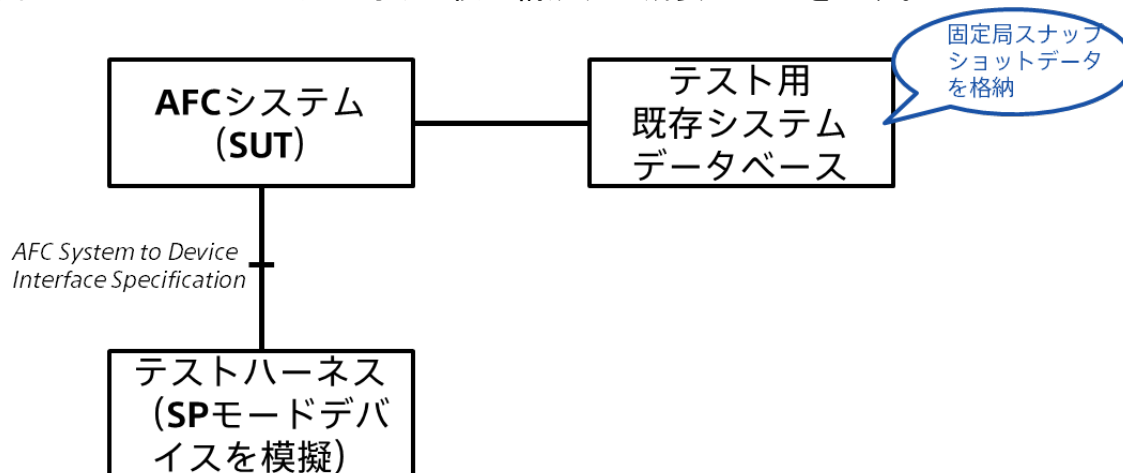 AFCシステム
（SUT）
テスト用
既存システム
データベース
固定局スナップ
ショットデータ
を格納
AFC System to Device
Interface Specification
テストハーネス
（SPモードデバ
イスを模擬）